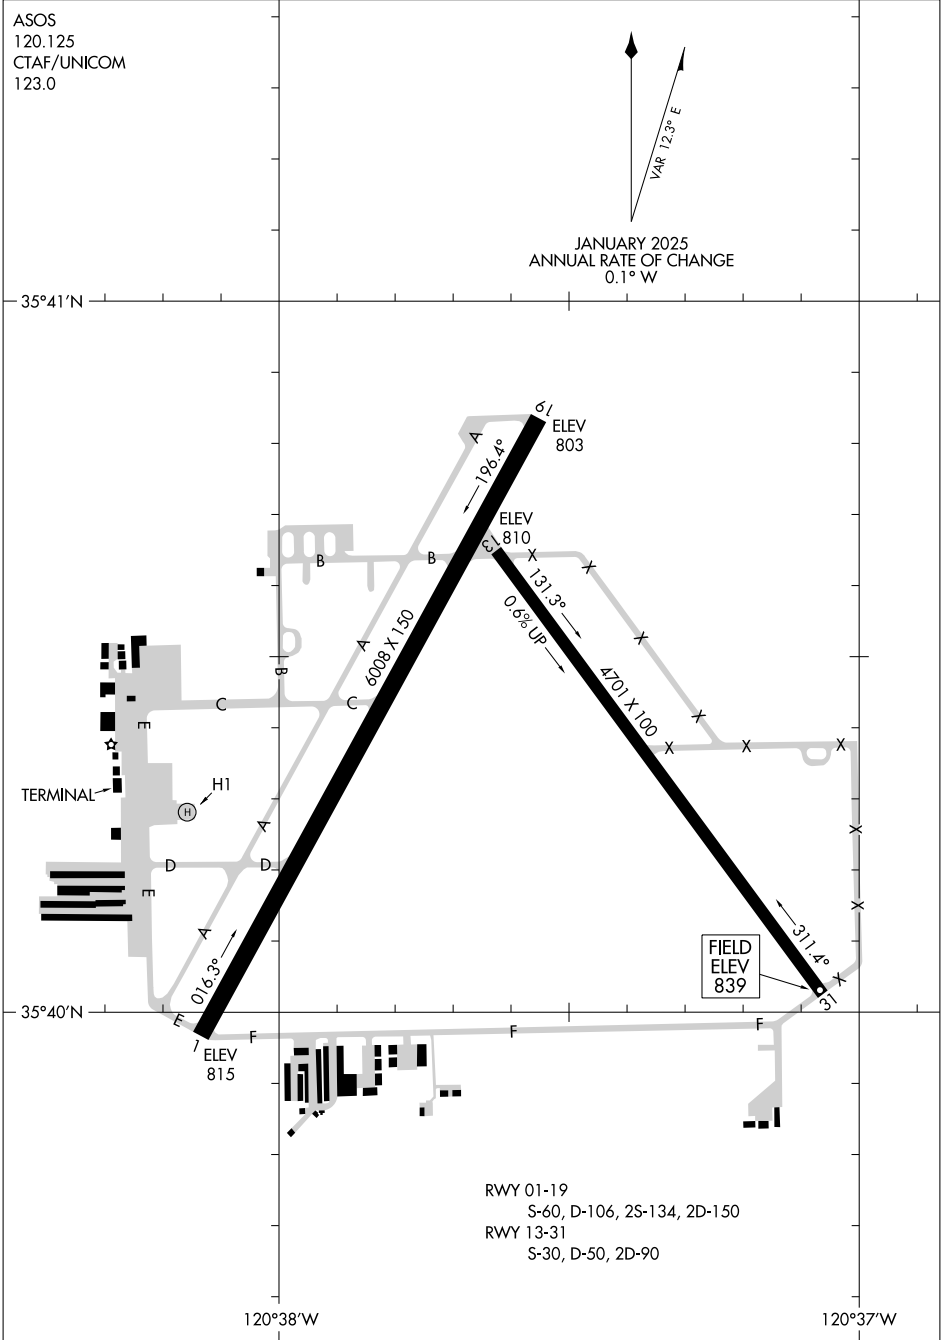 ASOS
120.125
CTAF/UNICOM
123.0
VAR 12.3° E
JANUARY 2025
ANNUAL RATE OF CHANGE
0.1° W
35°41'N
19
ELEV
803
A
196.4°
ELEV
810
13
X
B
B
X
131.3°
0.6% UP
A
6008 X 150
X
B
4701 X 100
C
C
X
E
X
X
X
TERMINAL
H1
H
A
X
D
D
E
X
A
016.3°
311.4°
FIELD
ELEV
839
X
31
35°40'N
E
F
F
F
1
ELEV
815
RWY 01-19
S-60, D-106, 2S-134, 2D-150
RWY 13-31
S-30, D-50, 2D-90
120°38'W
120°37'W